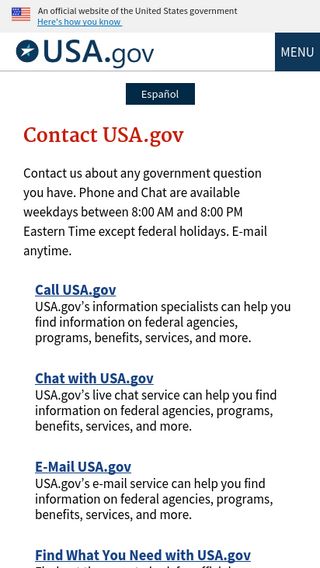 An official website of the United States government
Here's how you know
USA.gov
MENU
Español
Contact USA.gov
Contact us about any government question
you have. Phone and Chat are available
weekdays between 8:00 AM and 8:00 PM
Eastern Time except federal holidays. E-mail
anytime.
Call USA.gov
USA.gov's information specialists can help you
find information on federal agencies,
programs, benefits, services, and more.
Chat with USA.gov
USA.gov's live chat service can help you find
information on federal agencies, programs,
benefits, services, and more.
E-Mail USA.gov
USA.gov's e-mail service can help you find
information on federal agencies, programs,
benefits, services, and more.
Find What You Need with USA.gov